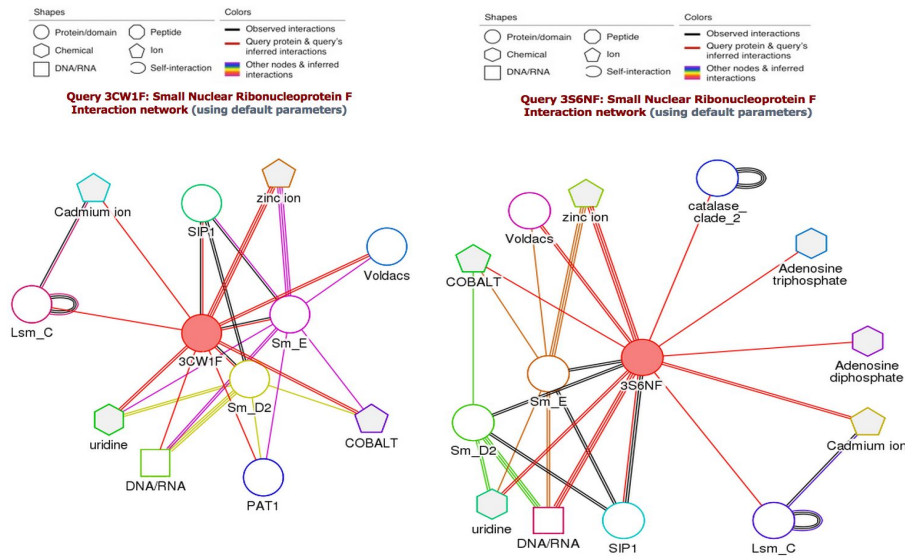 Shapes
Colors
Protein/domain
Peptide
Observed interactions
Chemical
Ion
Query protein & query's
inferred interactions
DNA/RNA
Self-interaction
Other nodes & inferred
interactions
Query 3CW1F: Small Nuclear Ribonucleoprotein F
Interaction network (using default parameters)
zinc ion
Cadmium ion
SIP1
Voldacs
Lsm_C
Sm_E
3CW1F
Sm_D2
uridine
COBALT
DNA/RNA
PAT1
Shapes
Colors
Protein/domain
Peptide
Observed interactions
Chemical
Ion
Query protein & query's
inferred interactions
DNA/RNA
Self-interaction
Other nodes & inferred
interactions
Query 3S6NF: Small Nuclear Ribonucleoprotein F
Interaction network (using default parameters)
catalase_
clade_2
zinc ion
Voldacs
COBALT
Adenosine
triphosphate
Adenosine
diphosphate
3S6NF
Sm_E
Sm_D2
Cadmium ion
uridine
DNA/RNA
SIP1
Lsm_C